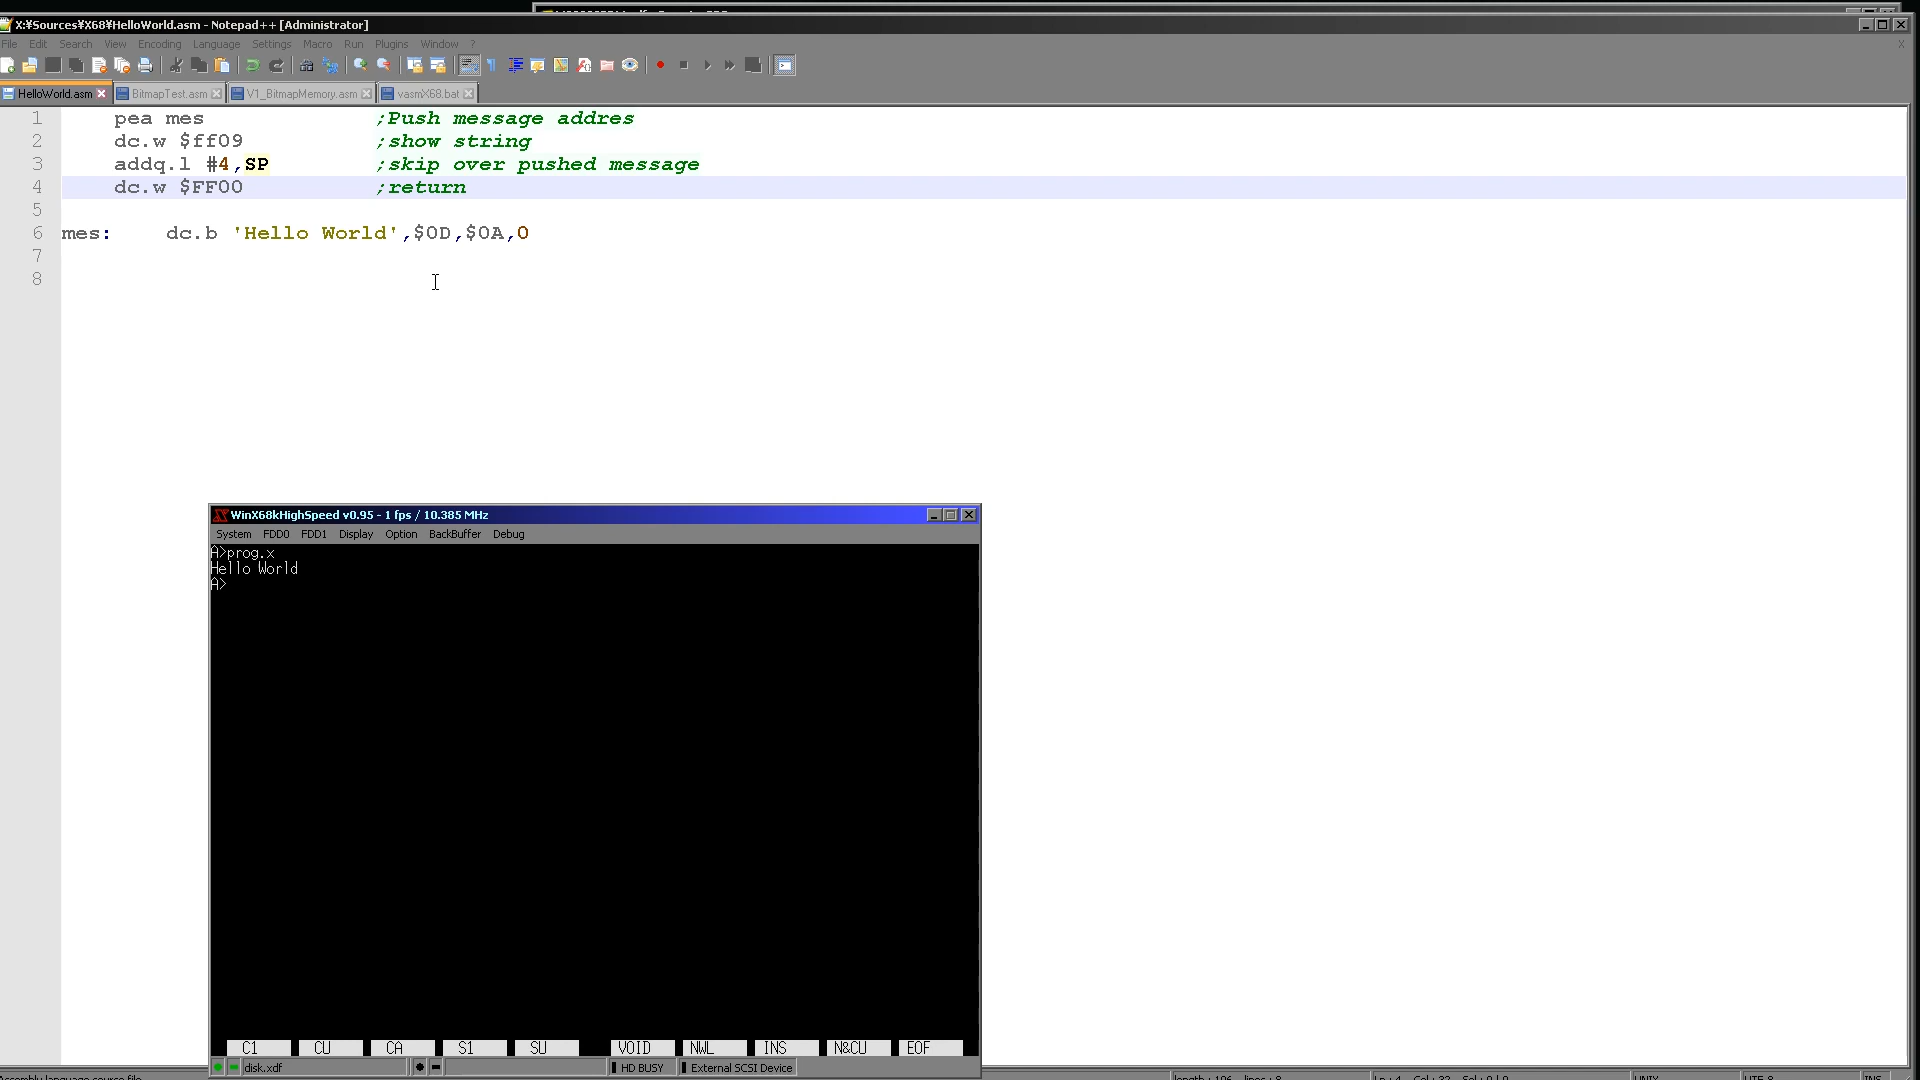 X:¥Sources¥X68¥HelloWorld.asm - Notepad++ [Administrator]
File Edit Search View Encoding Language Settings Macro Run Plugins Window ? X
HelloWorld.asm BitmapTest.asm V1_BitmapMemory.asm vasmX68.bat
1 pea mes ;Push message addres
2 dc.w $ff09 ;show string
3 addq.l #4,SP ;skip over pushed message
4 dc.w $FF00 ;return
5
6 mes: dc.b 'Hello World',$0D,$0A,0
7
8
WinX68kHighSpeed v0.95 - 1 fps / 10.385 MHz
System FDD0 FDD1 Display Option BackBuffer Debug
A>prog.x
Hello World
A>
C1 CU CA S1 SU VOID NWL INS N&CU EOF
disk.xdf HD BUSY External SCSI Device